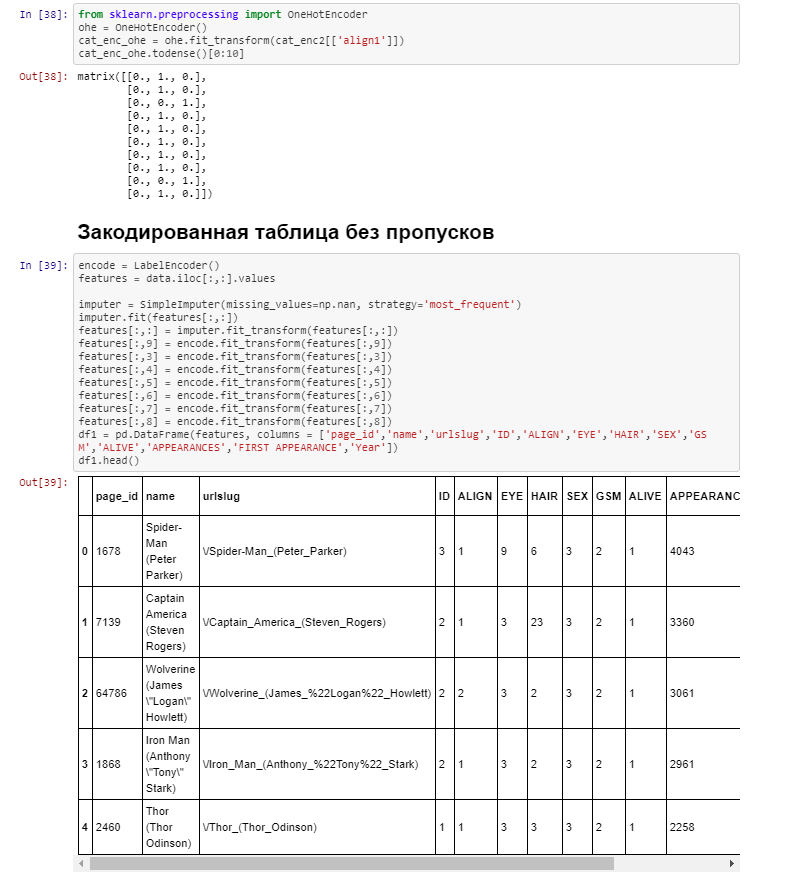 In [38]: from sklearn.preprocessing import OneHotEncoder
ohe = OneHotEncoder()
cat_enc_ohe = ohe.fit_transform(cat_enc2[['align1']])
cat_enc_ohe.todense()[0:10]
Out[38]: matrix([[0., 1., 0.],
[0., 1., 0.],
[0., 0., 1.],
[0., 1., 0.],
[0., 1., 0.],
[0., 1., 0.],
[0., 1., 0.],
[0., 1., 0.],
[0., 0., 1.],
[0., 1., 0.]])
Закодированная таблица без пропусков
In [39]: encode = LabelEncoder()
features = data.iloc[:,:].values
imputer = SimpleImputer(missing_values=np.nan, strategy='most_frequent')
imputer.fit(features[:,:])
features[:,:] = imputer.fit_transform(features[:,:])
features[:,9] = encode.fit_transform(features[:,9])
features[:,3] = encode.fit_transform(features[:,3])
features[:,4] = encode.fit_transform(features[:,4])
features[:,5] = encode.fit_transform(features[:,5])
features[:,6] = encode.fit_transform(features[:,6])
features[:,7] = encode.fit_transform(features[:,7])
features[:,8] = encode.fit_transform(features[:,8])
df1 = pd.DataFrame(features, columns = ['page_id','name','urlslug','ID','ALIGN','EYE','HAIR','SEX','GS
M','ALIVE','APPEARANCES','FIRST APPEARANCE','Year'])
df1.head()
Out[39]:
page_id name urlslug ID ALIGN EYE HAIR SEX GSM ALIVE APPEARANC
Spider-
Man
0 1678 (Peter \/Spider-Man_(Peter_Parker) 3 1 9 6 3 2 1 4043
Parker)
Captain
America
1 7139 (Steven \/Captain_America_(Steven_Rogers) 2 1 3 23 3 2 1 3360
Rogers)
Wolverine
(James
2 64786 \"Logan\" \/Wolverine_(James_%22Logan%22_Howlett) 2 2 3 2 3 2 1 3061
Howlett)
Iron Man
(Anthony
3 1868 \"Tony\" \/Iron_Man_(Anthony_%22Tony%22_Stark) 2 1 3 2 3 2 1 2961
Stark)
Thor
4 2460 (Thor \/Thor_(Thor_Odinson) 1 1 3 3 3 2 1 2258
Odinson)